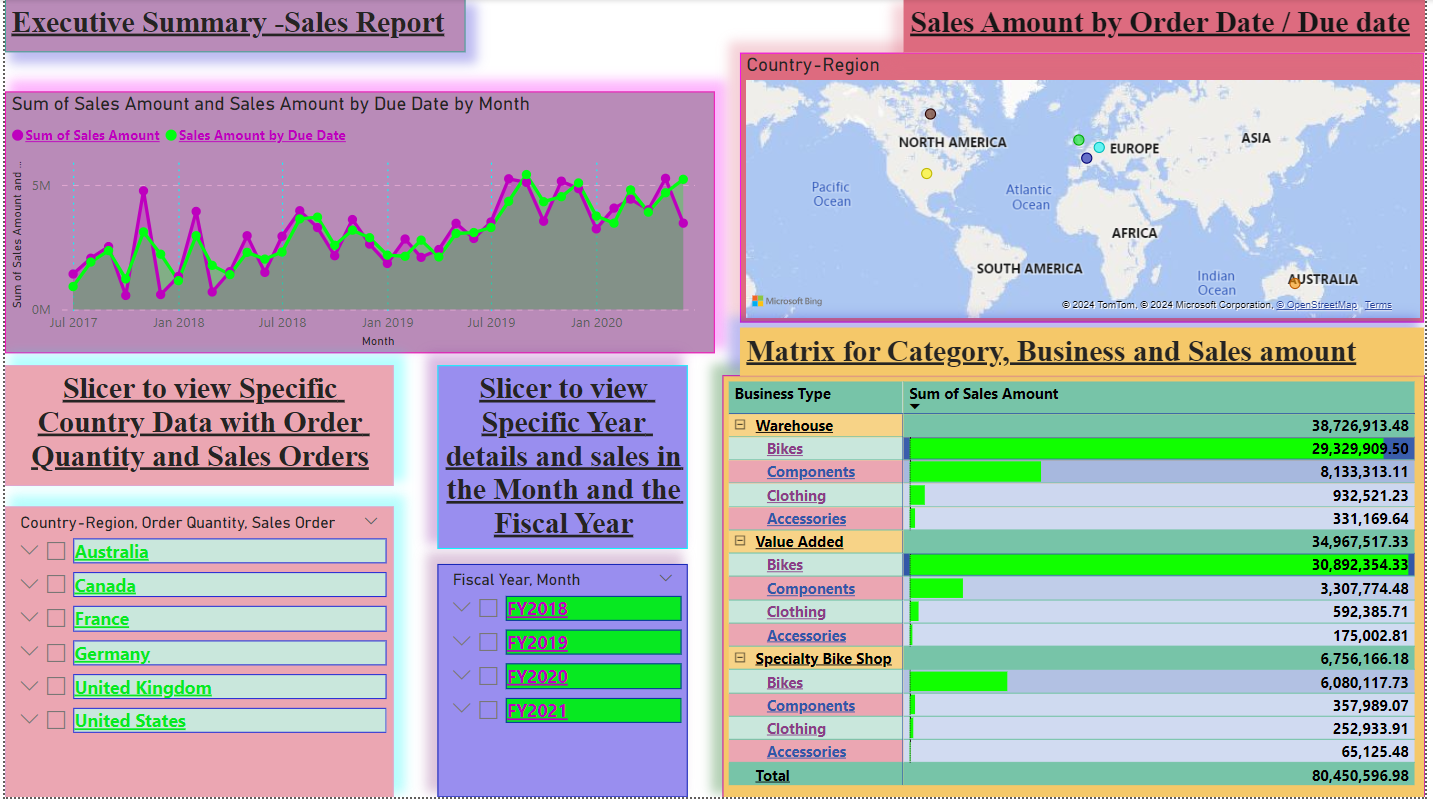 Executive Summary -Sales Report
Sales Amount by Order Date / Due date
Sum of Sales Amount and Sales Amount by Due Date by Month
Sum of Sales Amount Sales Amount by Due Date
Sum of Sales Amount and ...
5M
0M
Jul 2017 Jan 2018 Jul 2018 Jan 2019 Jul 2019 Jan 2020
Month
Country-Region
NORTH AMERICA
EUROPE
ASIA
Pacific
Ocean
Atlantic
Ocean
AFRICA
SOUTH AMERICA
Indian
Ocean
AUSTRALIA
Microsoft Bing
© 2024 TomTom, © 2024 Microsoft Corporation, © OpenStreetMap Terms
Slicer to view Specific
Country Data with Order
Quantity and Sales Orders
Country-Region, Order Quantity, Sales Order
Australia
Canada
France
Germany
United Kingdom
United States
Slicer to view
Specific Year
details and sales in
the Month and the
Fiscal Year
Fiscal Year, Month
FY2018
FY2019
FY2020
FY2021
Matrix for Category, Business and Sales amount
Business Type Sum of Sales Amount
Warehouse 38,726,913.48
Bikes 29,329,909.50
Components 8,133,313.11
Clothing 932,521.23
Accessories 331,169.64
Value Added 34,967,517.33
Bikes 30,892,354.33
Components 3,307,774.48
Clothing 592,385.71
Accessories 175,002.81
Specialty Bike Shop 6,756,166.18
Bikes 6,080,117.73
Components 357,989.07
Clothing 252,933.91
Accessories 65,125.48
Total 80,450,596.98